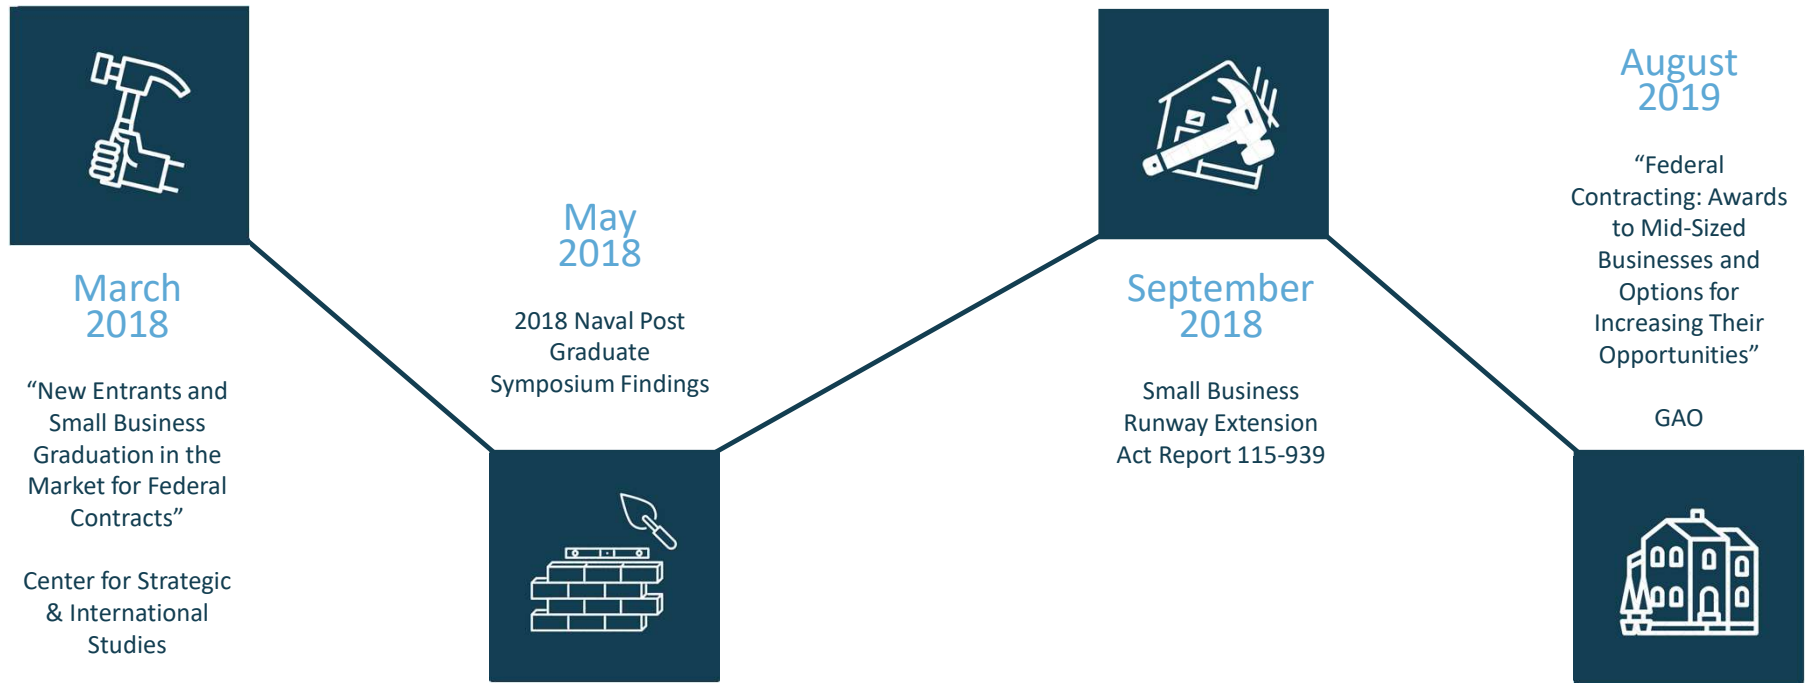 March
2018
“New Entrants and
Small Business
Graduation in the
Market for Federal
Contracts”
Center for Strategic
& International
Studies
May
2018
2018 Naval Post
Graduate
Symposium Findings
September
2018
Small Business
Runway Extension
Act Report 115-939
August
2019
“Federal
Contracting: Awards
to Mid-Sized
Businesses and
Options for
Increasing Their
Opportunities”
GAO